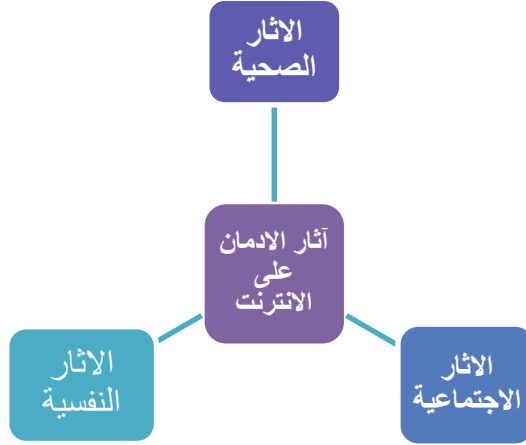 الاثار
الصحية
آثار الادمان
على
الانترنت
الاثار
الاجتماعية
الاثار
النفسية